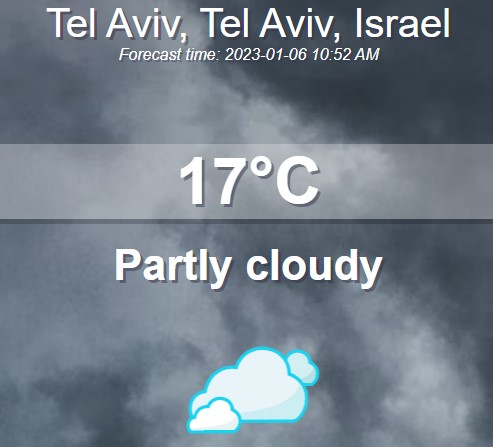 Tel Aviv, Tel Aviv, Israel
Forecast time: 2023-01-06 10:52 AM
17°C
Partly cloudy